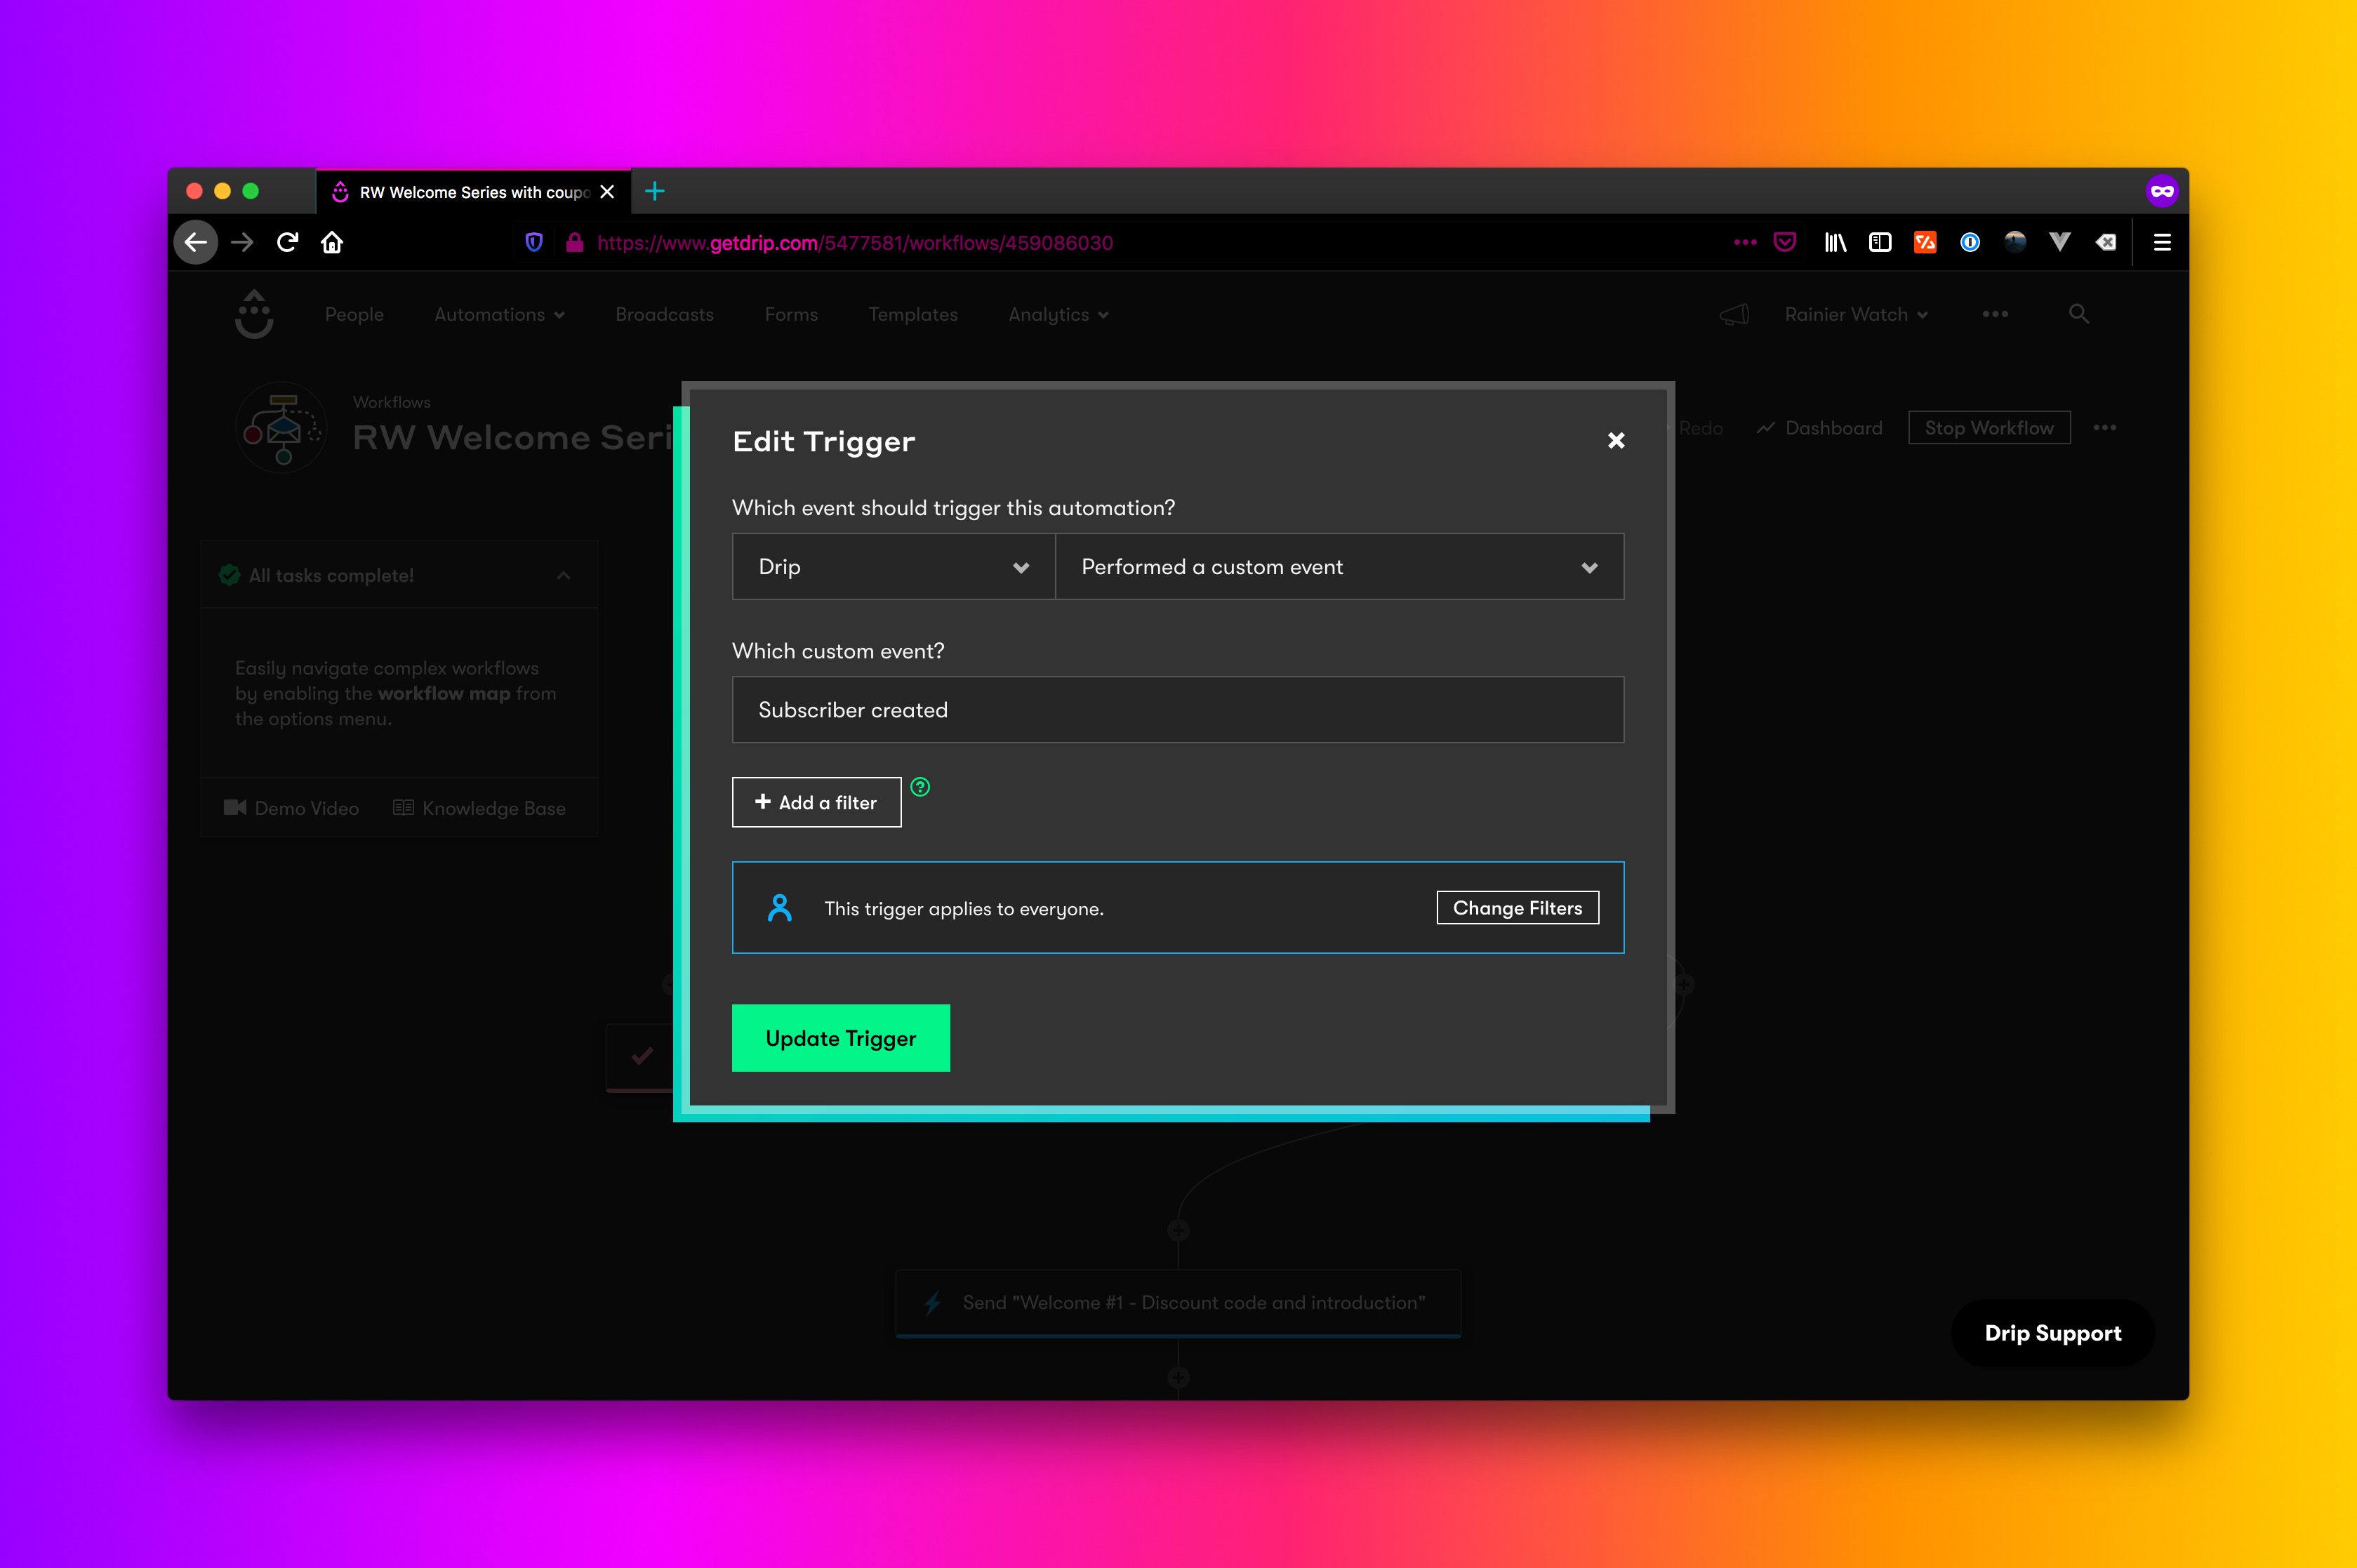 RW Welcome Series with coupo
https://www.getdrip.com/5477581/workflows/459086030
People Automations Broadcasts Forms Templates Analytics Rainier Watch
Workflows
RW Welcome Seri
Redo Dashboard Stop Workflow
All tasks complete!
Easily navigate complex workflows
by enabling the workflow map from
the options menu.
Demo Video Knowledge Base
Edit Trigger
Which event should trigger this automation?
Drip Performed a custom event
Which custom event?
Subscriber created
+ Add a filter ?
This trigger applies to everyone. Change Filters
Update Trigger
Send "Welcome #1 - Discount code and introduction"
Drip Support